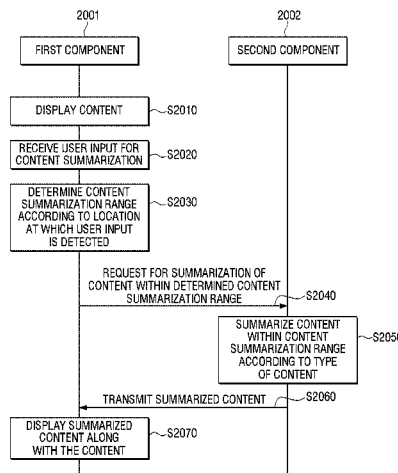 2001
2002
FIRST COMPONENT
SECOND COMPONENT
DISPLAY CONTENT
S2010
RECEIVE USER INPUT FOR
CONTENT SUMMARIZATION
S2020
DETERMINE CONTENT
SUMMARIZATION RANGE
ACCORDING TO LOCATION
AT WHICH USER INPUT
IS DETECTED
S2030
REQUEST FOR SUMMARIZATION OF
CONTENT WITHIN DETERMINED CONTENT
SUMMARIZATION RANGE
S2040
SUMMARIZE CONTENT
WITHIN CONTENT
SUMMARIZATION RANGE
ACCORDING TO TYPE
OF CONTENT
S2050
TRANSMIT SUMMARIZED CONTENT
S2060
DISPLAY SUMMARIZED
CONTENT ALONG
WITH THE CONTENT
S2070